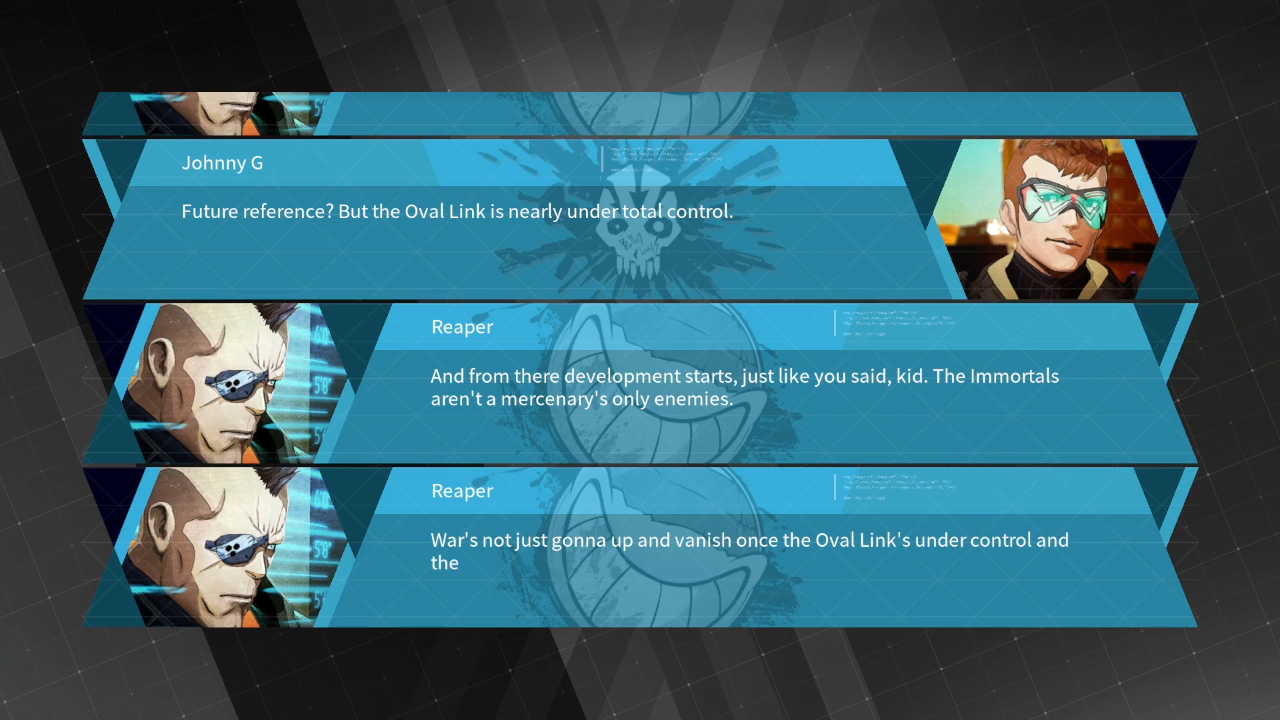 Johnny G
Future reference? But the Oval Link is nearly under total control.
Reaper
And from there development starts, just like you said, kid. The Immortals
aren't a mercenary's only enemies.
Reaper
War's not just gonna up and vanish once the Oval Link's under control and
the